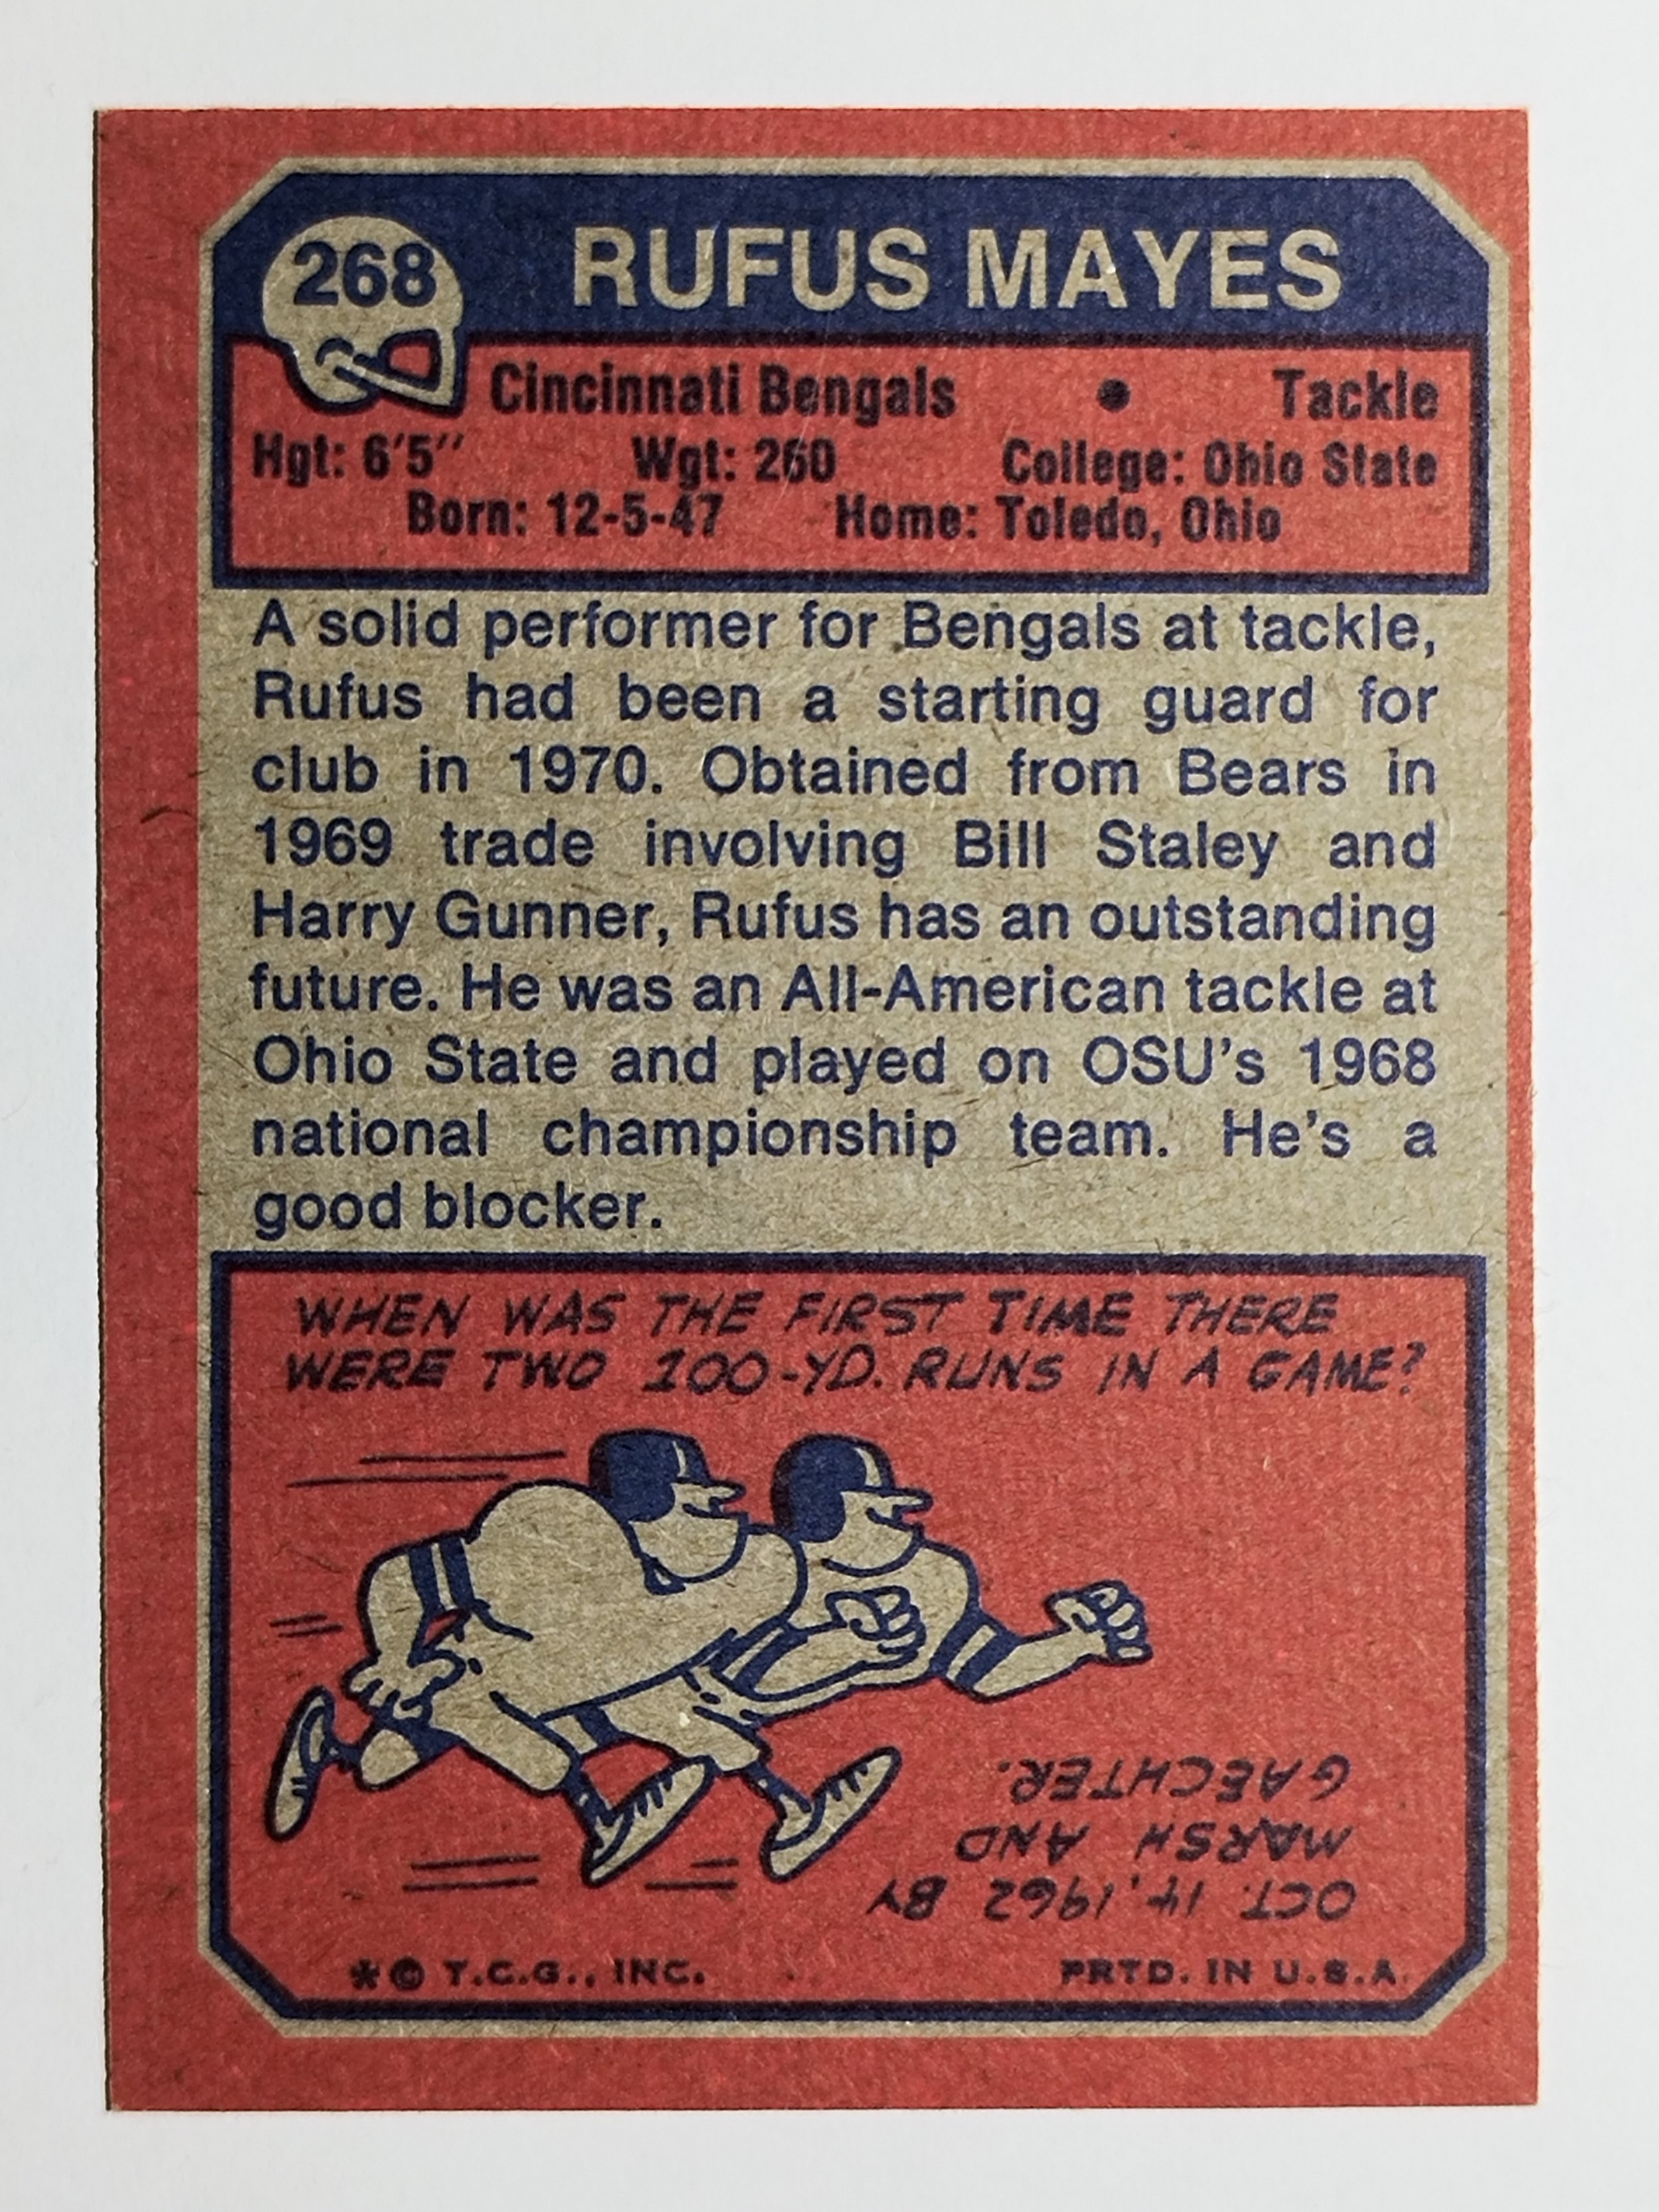 268
RUFUS MAYES
Cincinnati Bengals • Tackle
Hgt: 6'5'' Wgt: 260 College: Ohio State
Born: 12-5-47 Home: Toledo, Ohio
A solid performer for Bengals at tackle,
Rufus had been a starting guard for
club in 1970. Obtained from Bears in
1969 trade involving Bill Staley and
Harry Gunner, Rufus has an outstanding
future. He was an All-American tackle at
Ohio State and played on OSU's 1968
national championship team. He's a
good blocker.
WHEN WAS THE FIRST TIME THERE
WERE TWO 100-YD. RUNS IN A GAME?
OCT. 14, 1962 BY
MARSH AND
GAECHTER.
*© T.C.G., INC. PRTD. IN U.S.A.